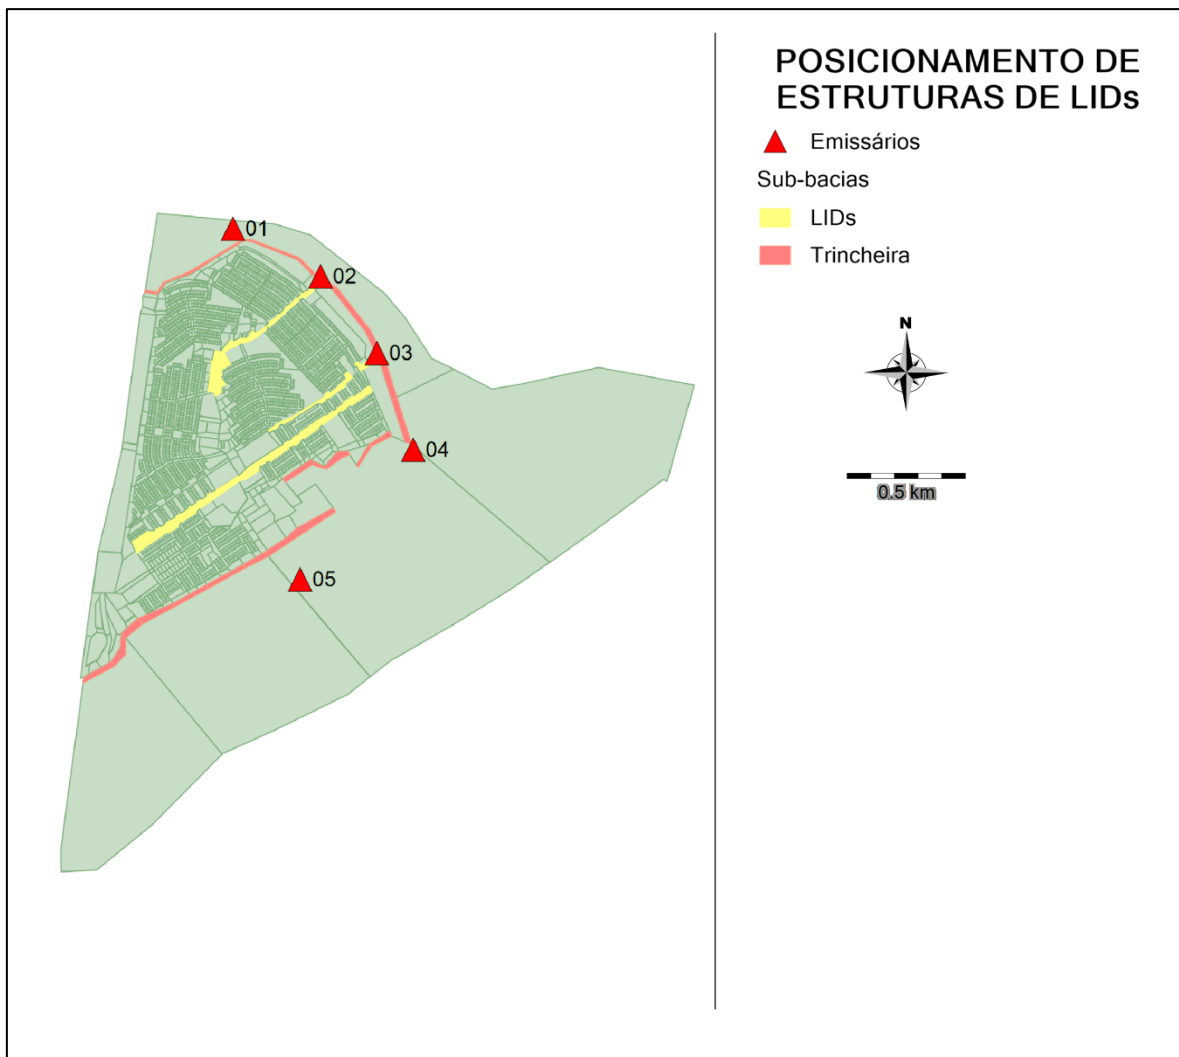 POSICIONAMENTO DE
ESTRUTURAS DE LIDs
Emissários
Sub-bacias
LIDs
Trincheira
N
0.5 km
01
02
03
04
05